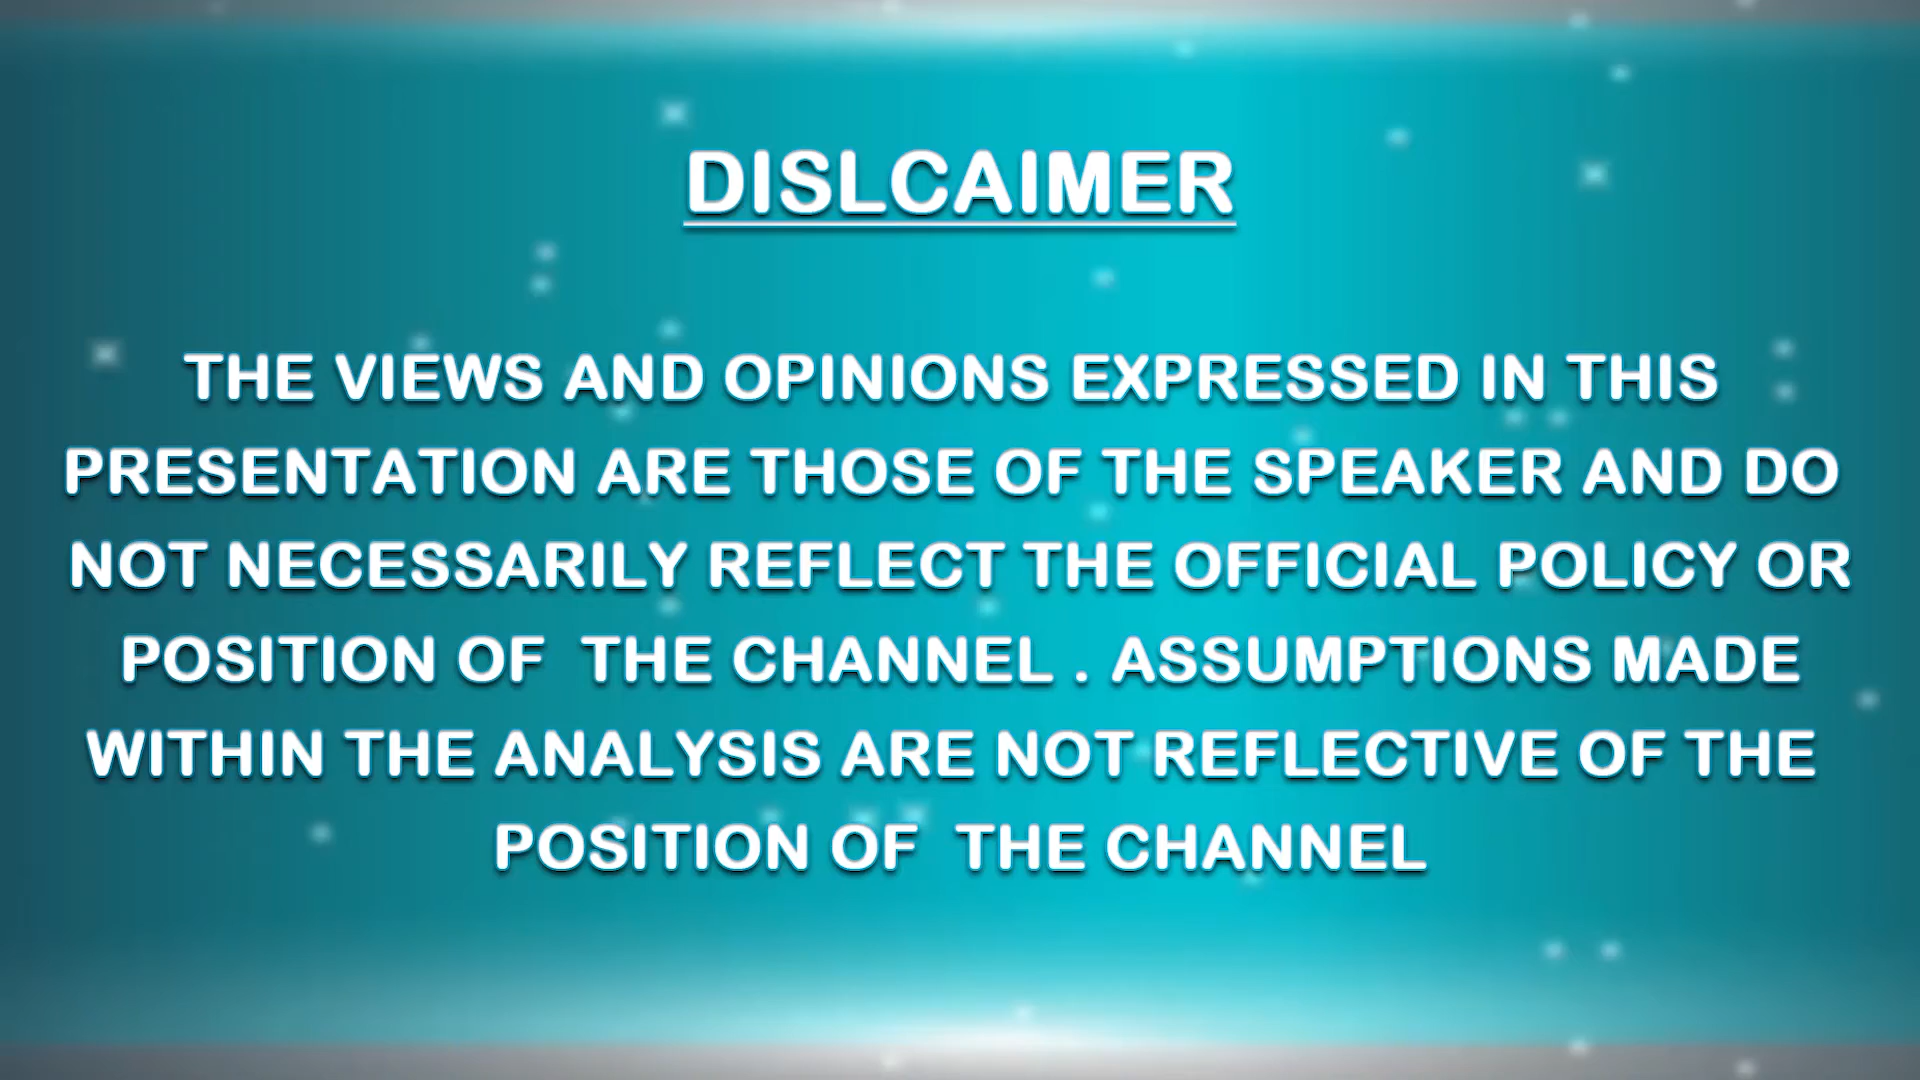 DISLCAIMER
THE VIEWS AND OPINIONS EXPRESSED IN THIS
PRESENTATION ARE THOSE OF THE SPEAKER AND DO
NOT NECESSARILY REFLECT THE OFFICIAL POLICY OR
POSITION OF  THE CHANNEL . ASSUMPTIONS MADE
WITHIN THE ANALYSIS ARE NOT REFLECTIVE OF THE
POSITION OF  THE CHANNEL